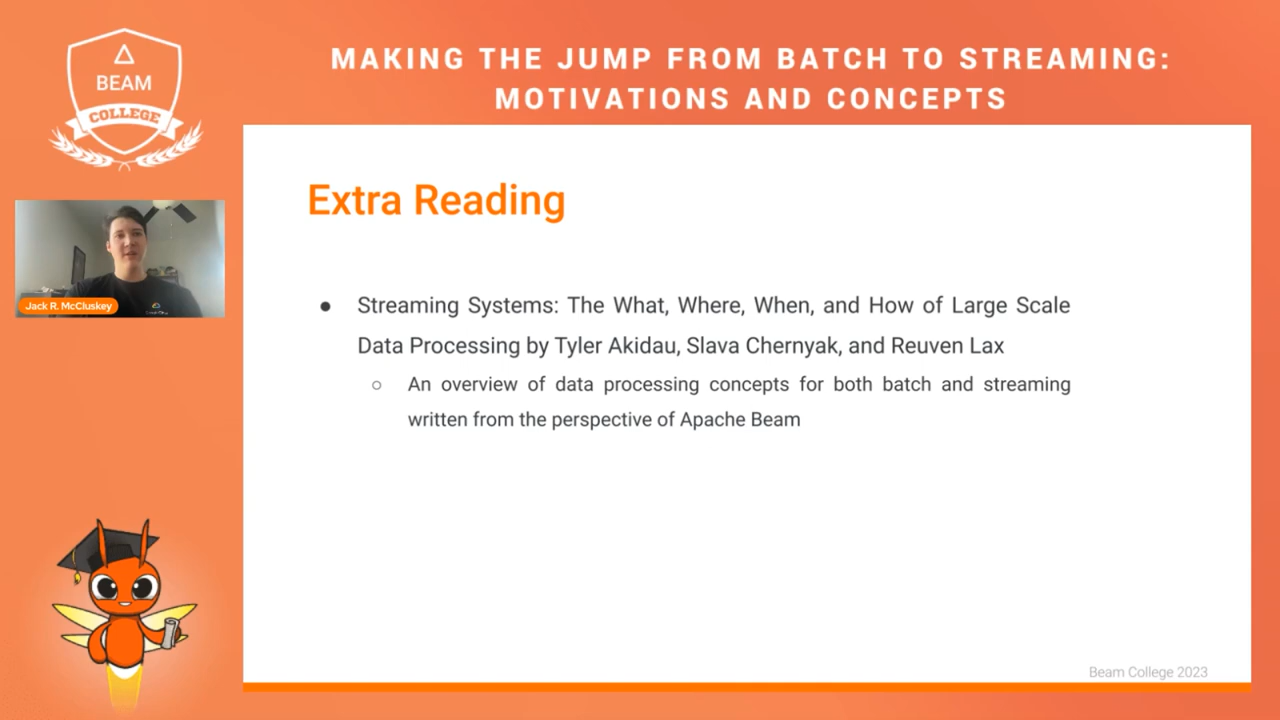 BEAM
COLLEGE
MAKING THE JUMP FROM BATCH TO STREAMING:
MOTIVATIONS AND CONCEPTS
Extra Reading
Jack R. McCluskey
● Streaming Systems: The What, Where, When, and How of Large Scale
Data Processing by Tyler Akidau, Slava Chernyak, and Reuven Lax
○ An overview of data processing concepts for both batch and streaming
written from the perspective of Apache Beam
Beam College 2023